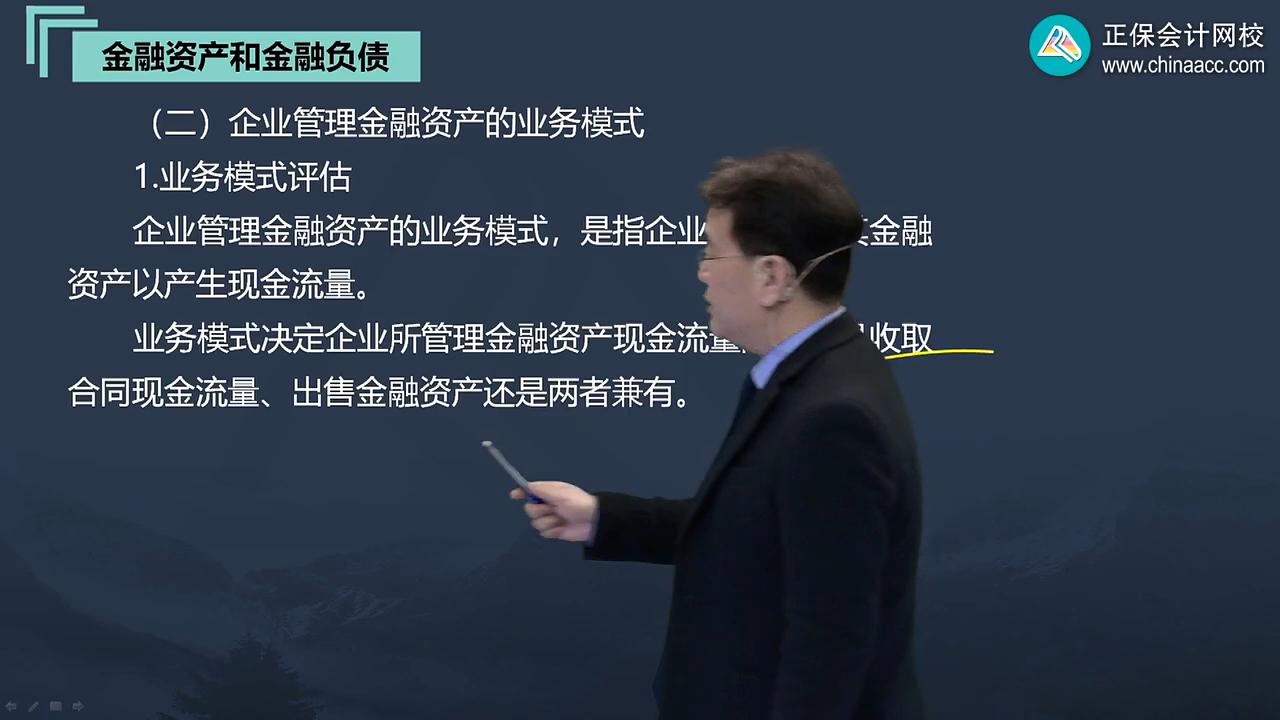 金融资产和金融负债
正保会计网校
www.chinaacc.com
（二）企业管理金融资产的业务模式
1.业务模式评估
企业管理金融资产的业务模式，是指企业 金融
资产以产生现金流量。
业务模式决定企业所管理金融资产现金流量 收取
合同现金流量、出售金融资产还是两者兼有。